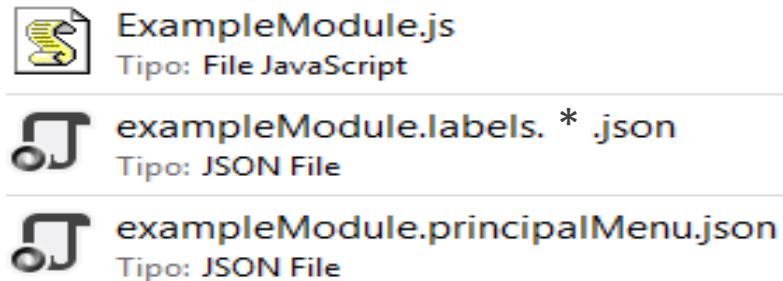 ExampleModule.js
Tipo: File JavaScript
exampleModule.labels. * .json
Tipo: JSON File
exampleModule.principalMenu.json
Tipo: JSON File